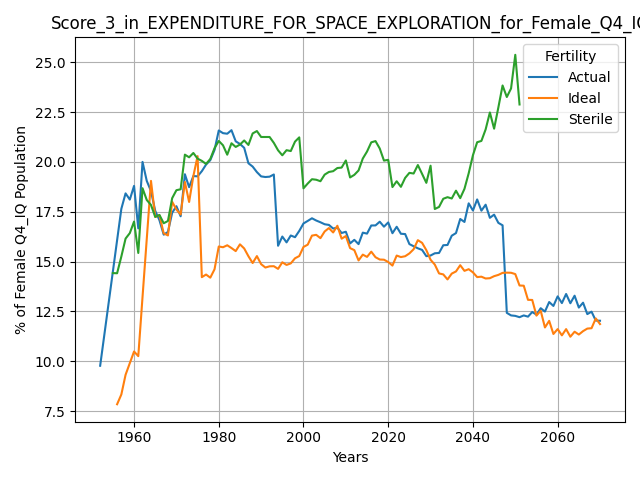 Score_3_in_EXPENDITURE_FOR_SPACE_EXPLORATION_for_Female_Q4_IQ
Fertility
Actual
Ideal
Sterile
25.0
22.5
20.0
17.5
15.0
12.5
10.0
7.5
% of Female Q4_IQ Population
1960 1980 2000 2020 2040 2060
Years